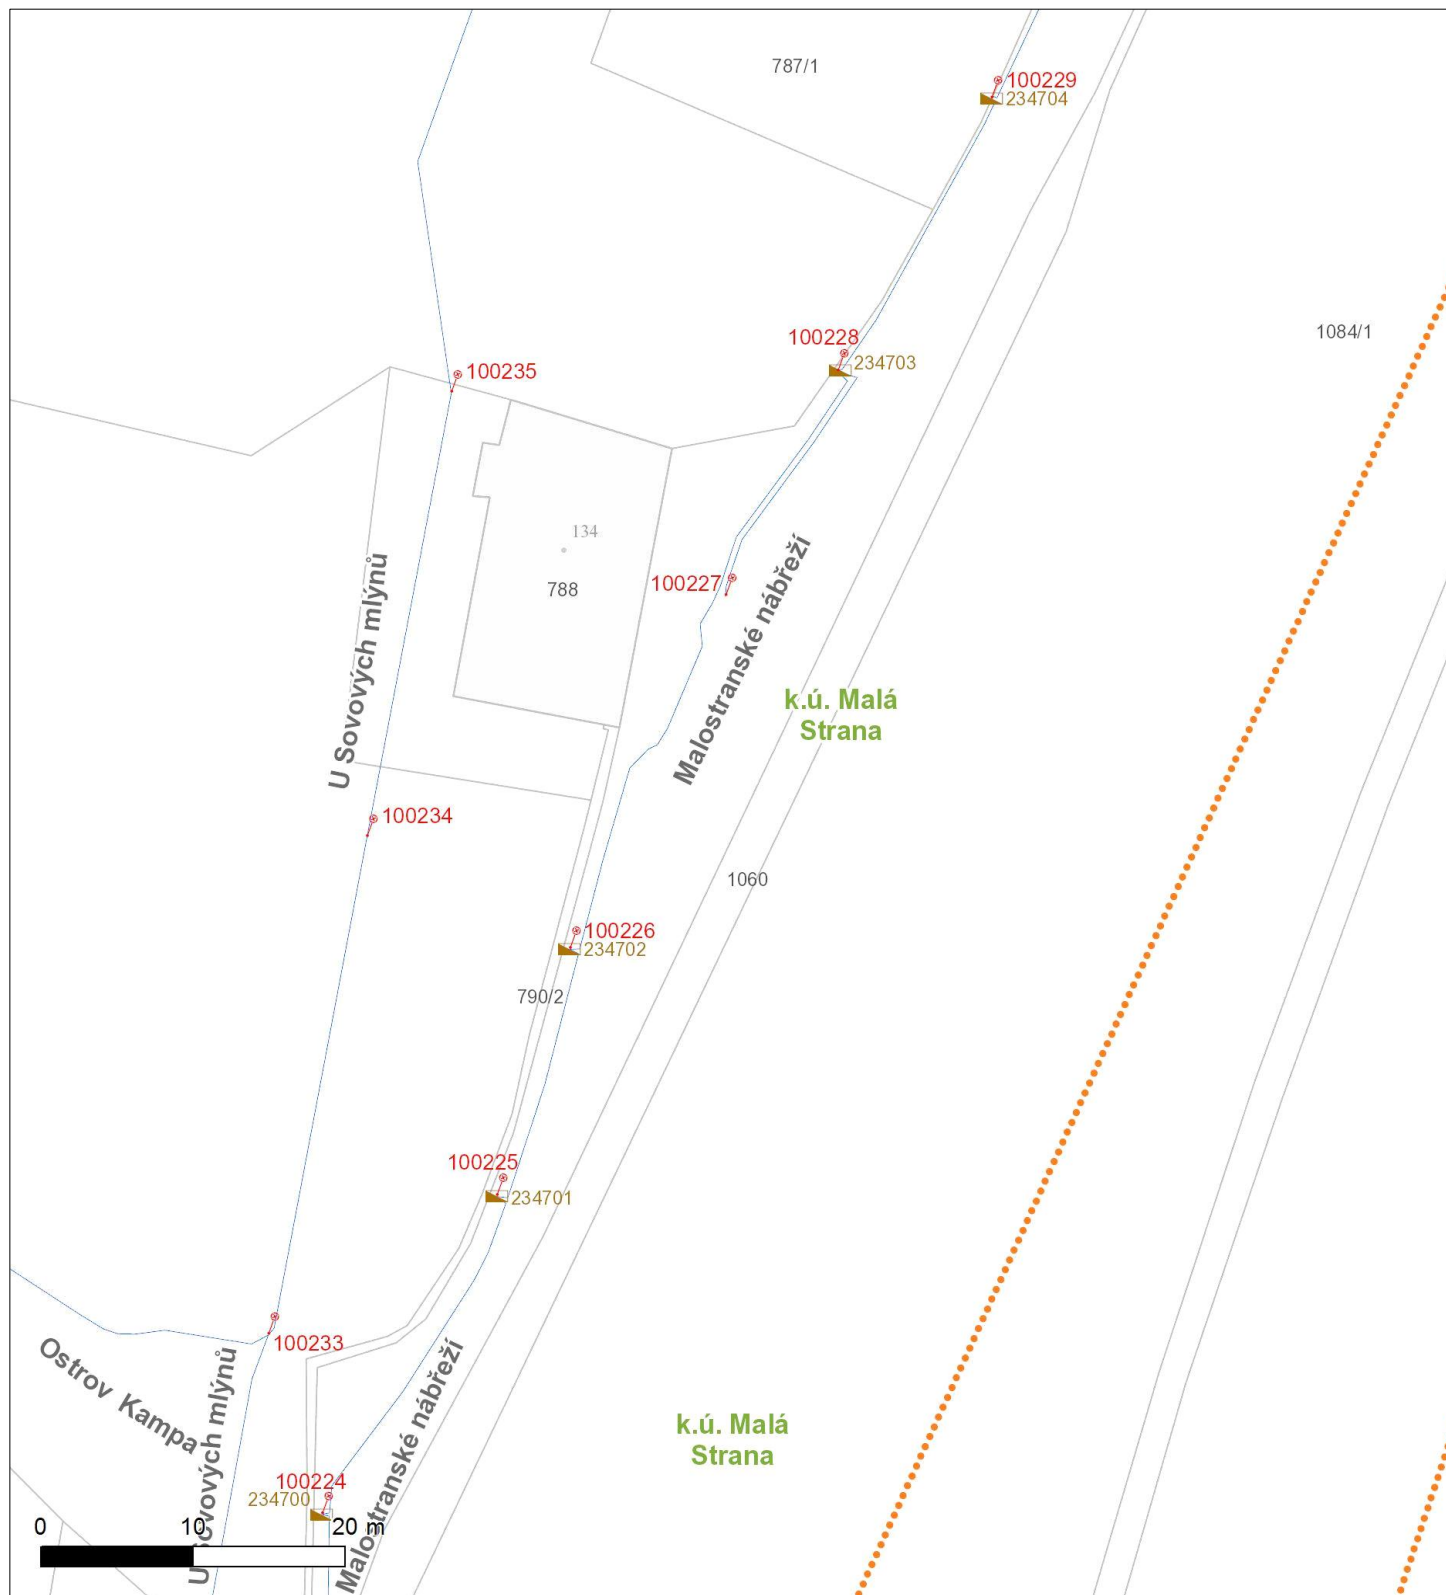 787/1
100229
234704
1084/1
100228
234703
100235
134
788
100227
U Sovových mlýnů
Malostranské nábřeží
k.ú. Malá
Strana
100234
1060
100226
234702
790/2
100225
234701
100233
Ostrov Kampa
U Sovových mlýnů
Malostranské nábřeží
k.ú. Malá
Strana
100224
234700
0 10 20 m